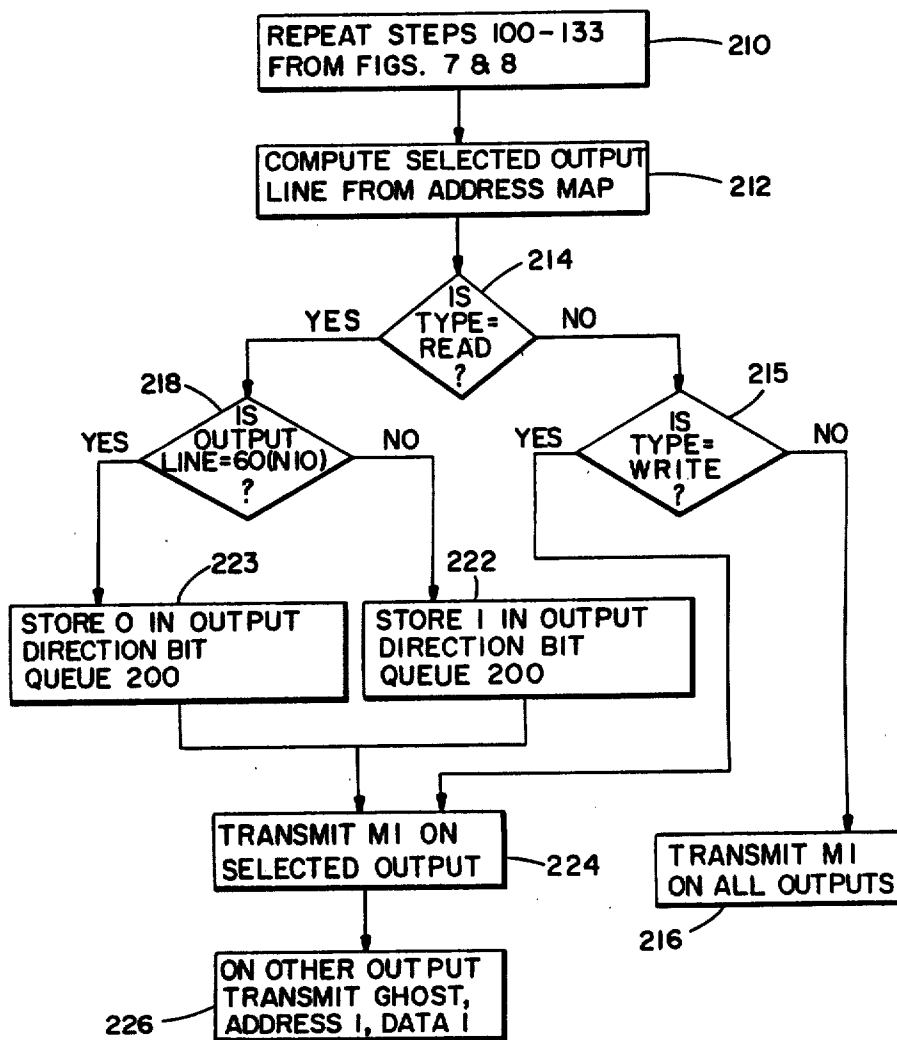 REPEAT STEPS 100-133
FROM FIGS. 7 & 8
210
COMPUTE SELECTED OUTPUT
LINE FROM ADDRESS MAP
212
214
IS
TYPE=
READ
?
YES
NO
218
IS
OUTPUT
LINE=60(N10)
?
YES
NO
215
IS
TYPE=
WRITE
?
YES
NO
223
STORE 0 IN OUTPUT
DIRECTION BIT
QUEUE 200
222
STORE 1 IN OUTPUT
DIRECTION BIT
QUEUE 200
TRANSMIT M1 ON
SELECTED OUTPUT
224
TRANSMIT M1
ON ALL OUTPUTS
216
ON OTHER OUTPUT
TRANSMIT GHOST,
ADDRESS 1, DATA 1
226